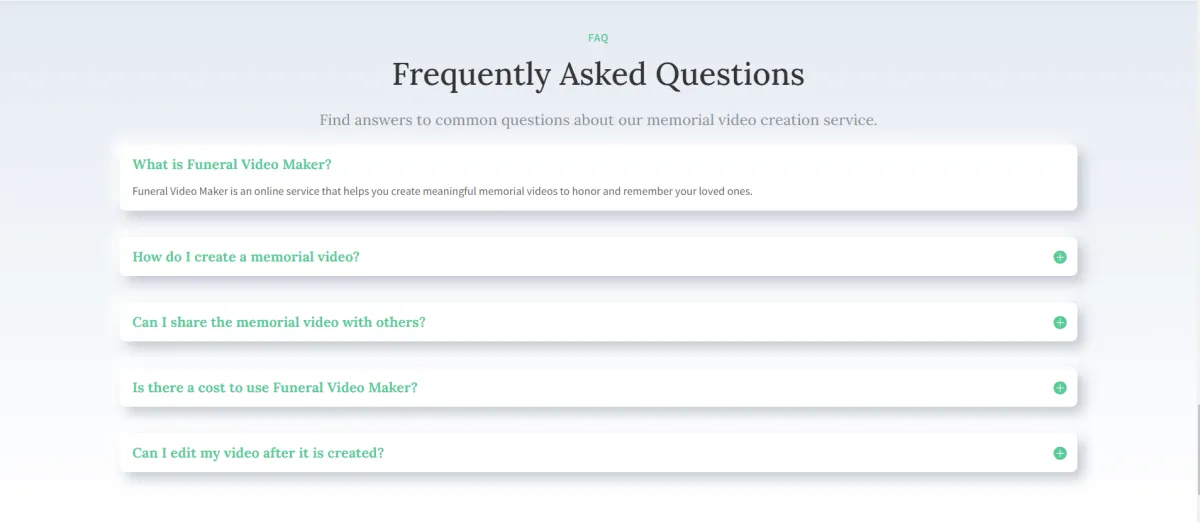 FAQ
Frequently Asked Questions
Find answers to common questions about our memorial video creation service.
What is Funeral Video Maker?
Funeral Video Maker is an online service that helps you create meaningful memorial videos to honor and remember your loved ones.
How do I create a memorial video?
Can I share the memorial video with others?
Is there a cost to use Funeral Video Maker?
Can I edit my video after it is created?